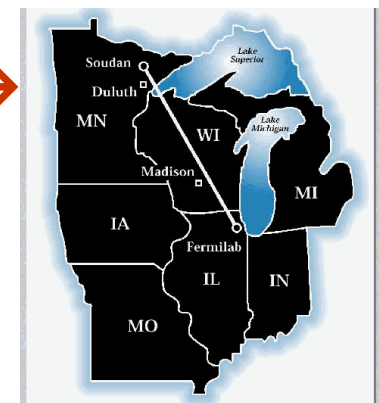 Soudan
Lake
Superior
Duluth
MN
WI
Lake
Michigan
Madison
MI
IA
Fermilab
IL
IN
MO